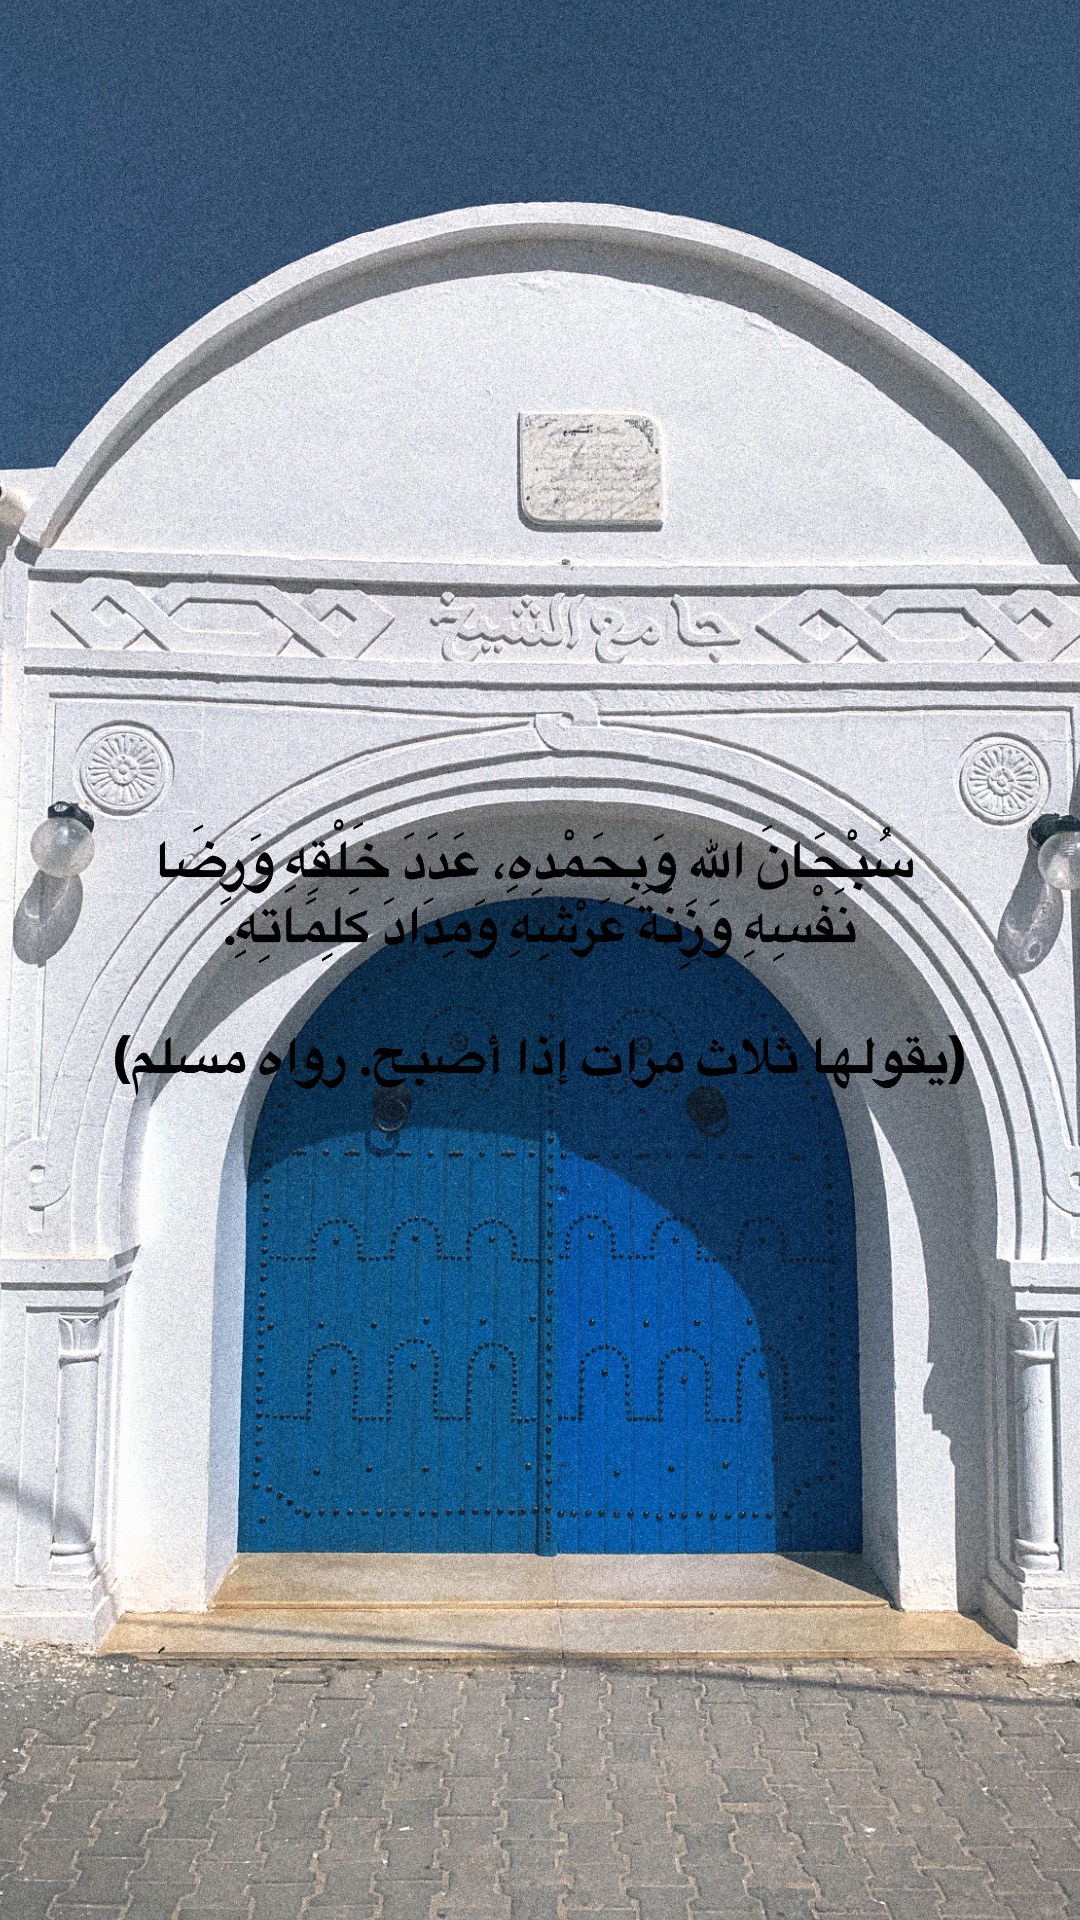 جامع الشيخ
سُبْحَانَ الله وَبِحَمْدِهِ، عَدَدَ خَلْقِهِ وَرِضَا
نَفْسِهِ وَزِنَةَ عَرْشِهِ وَمِدَادَ كَلِمَاتِهِ.
(يقولها ثلاث مرات إذا أصبح. رواه مسلم)